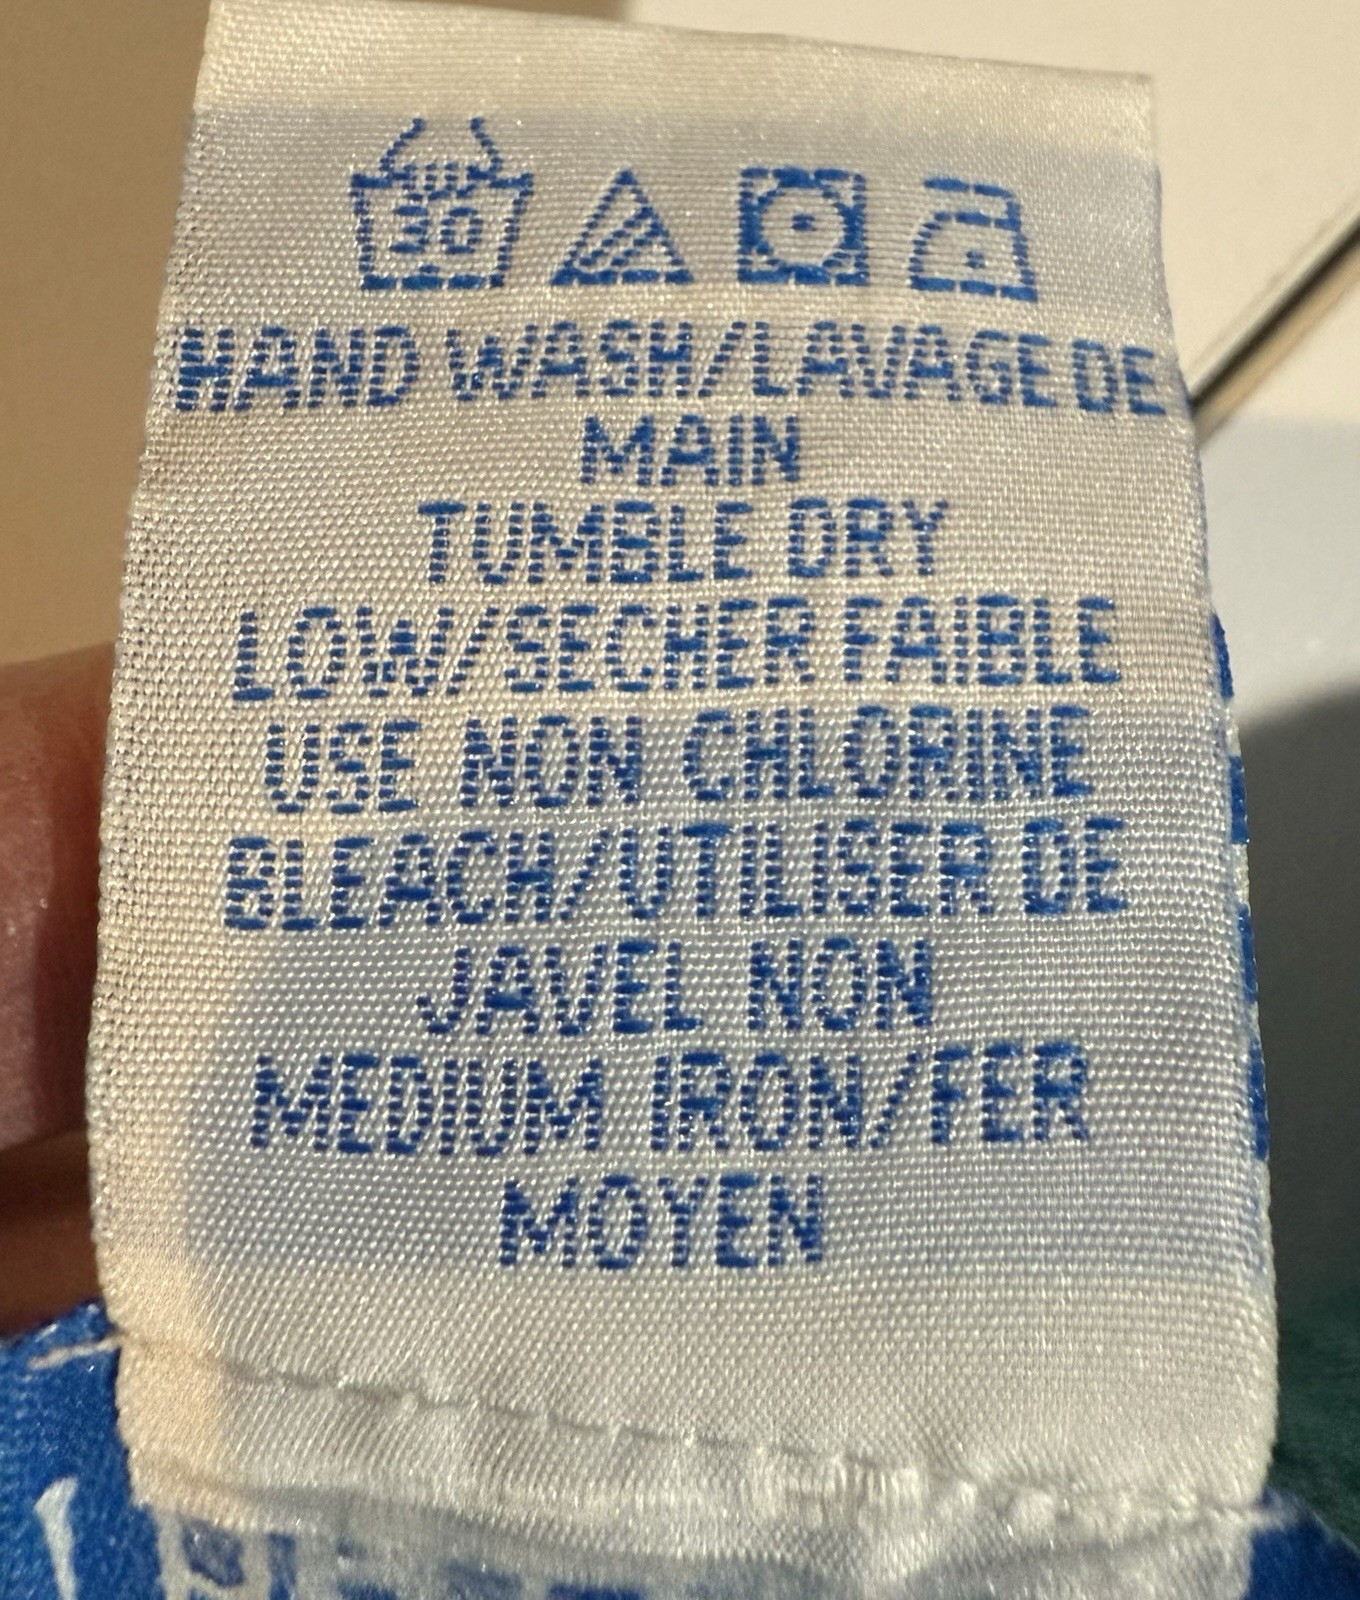 30
HAND WASH/LAVAGE DE
MAIN
TUMBLE DRY
LOW/SECHER FAIBLE
USE NON CHLORINE
BLEACH/UTILISER DE
JAVEL NON
MEDIUM IRON/FER
MOYEN